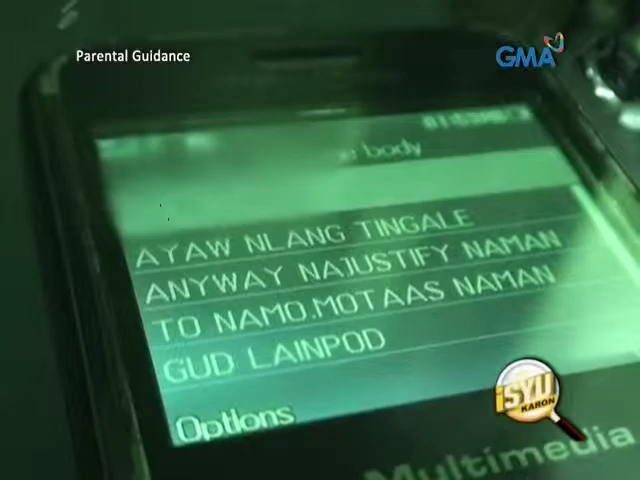 Parental Guidance
GMA
body
AYAW NLANG TINGALE
ANYWAY NAJUSTIFY NAMAN
TO NAMO.MOTAAS NAMAN
GUD LAINPOD
Options
iSYU
KARON
Multimedia